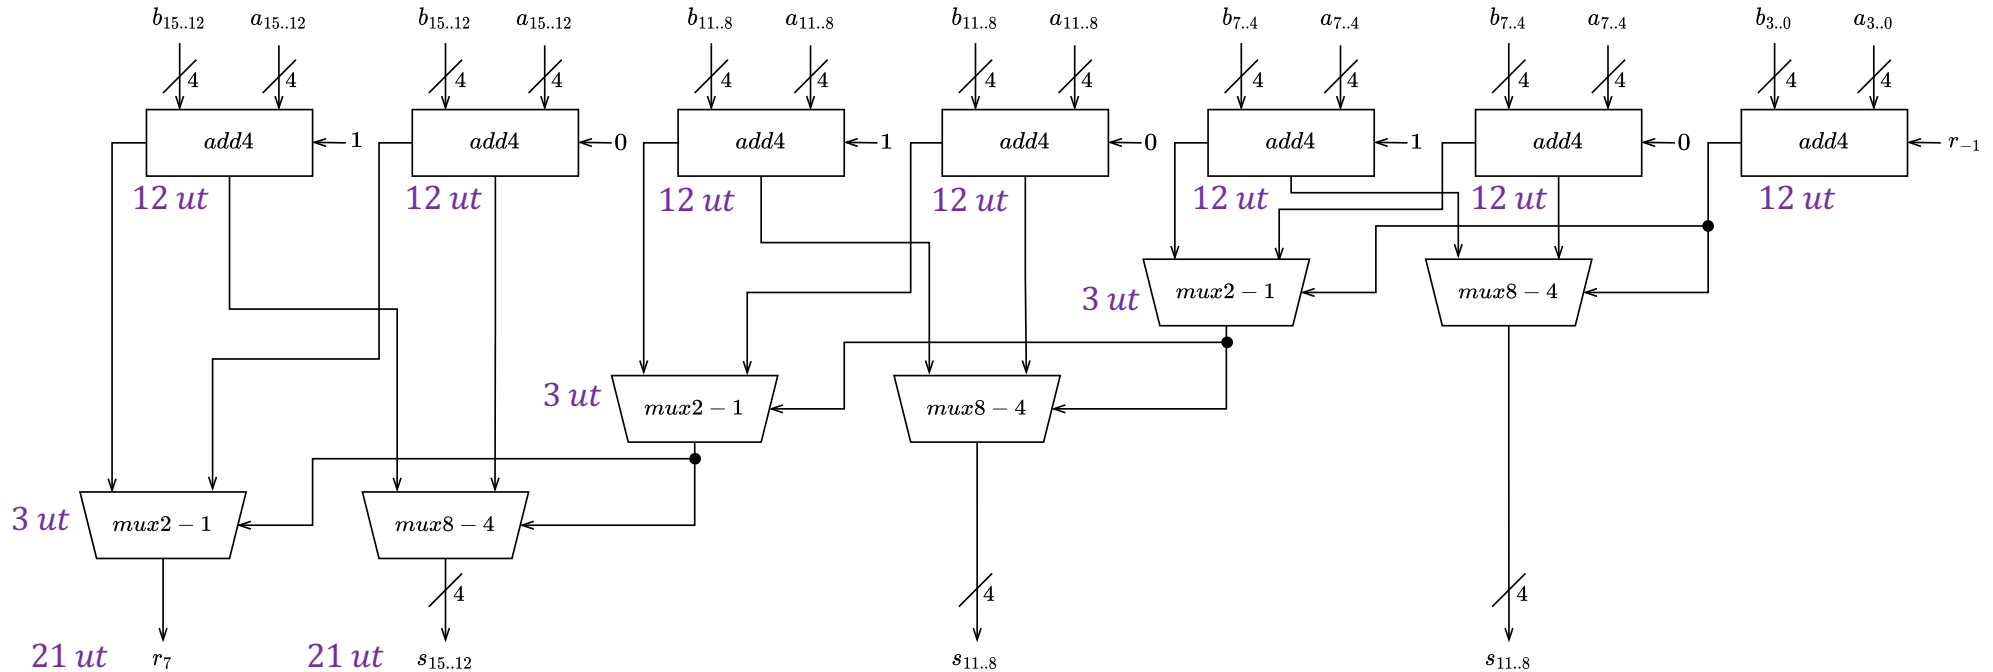 b15..12 a15..12 b15..12 a15..12 b11..8 a11..8 b11..8 a11..8 b7..4 a7..4 b7..4 a7..4 b3..0 a3..0
4 4 4 4 4 4 4 4 4 4 4 4 4 4
add4 1 add4 0 add4 1 add4 0 add4 1 add4 0 add4 r−1
12 ut 12 ut 12 ut 12 ut 12 ut 12 ut 12 ut
3 ut mux2 − 1 mux8 − 4
3 ut mux2 − 1 mux8 − 4
3 ut mux2 − 1 mux8 − 4
4 4 4
21 ut r7 21 ut s15..12 s11..8 s11..8